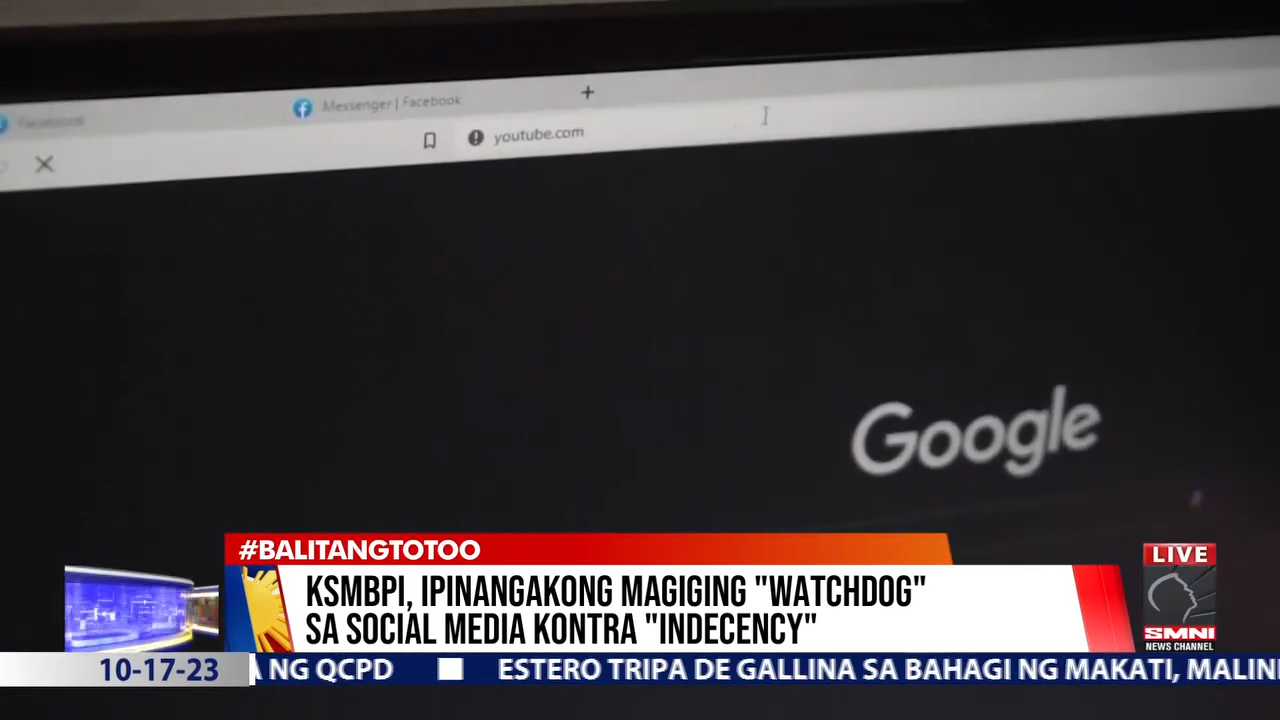 Messenger | Facebook
+
youtube.com
Google
#BALITANGTOTOO
KSMBPI, IPINANGAKONG MAGIGING "WATCHDOG"
SA SOCIAL MEDIA KONTRA "INDECENCY"
LIVE
SMNI
NEWS CHANNEL
10-17-23
A NG QCPD
ESTERO TRIPA DE GALLINA SA BAHAGI NG MAKATI, MALINI